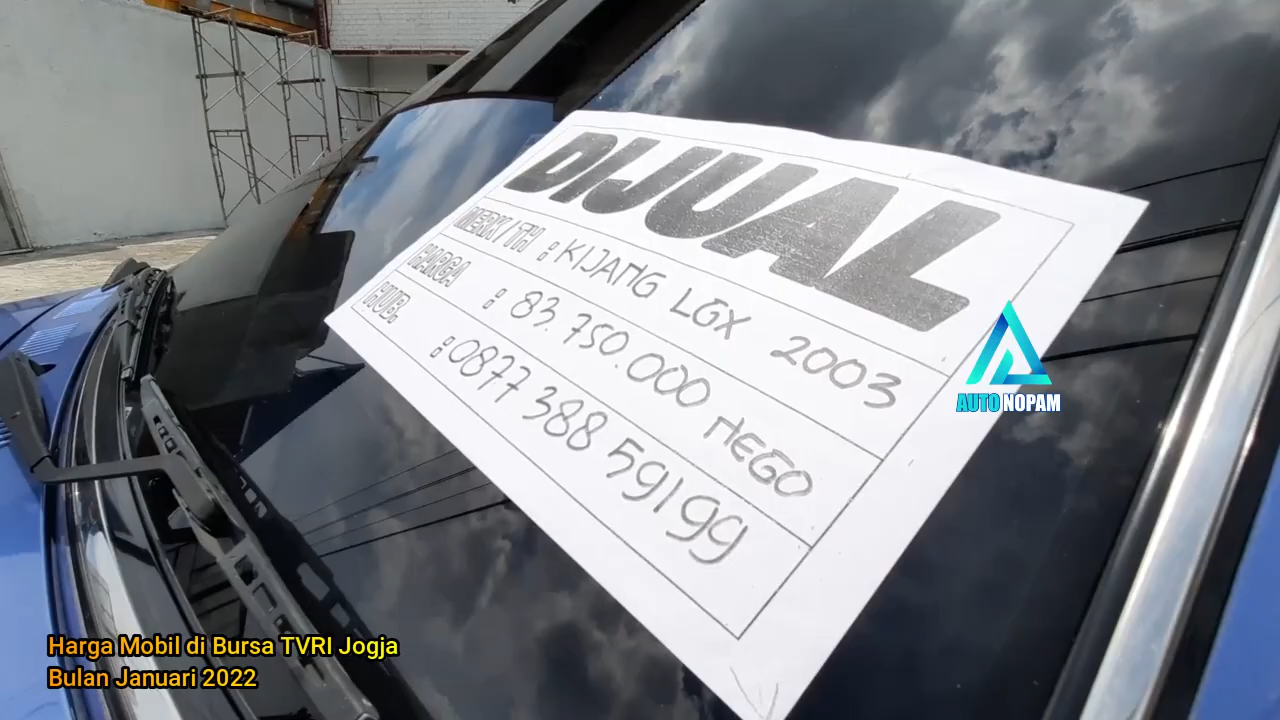 DIJUAL
MERK / TH : KIJANG LGX 2003
HARGA : 83.750.000 NEGO
HUB. : 0877 388 59199
AUTO NOPAM
Harga Mobil di Bursa TVRI Jogja
Bulan Januari 2022